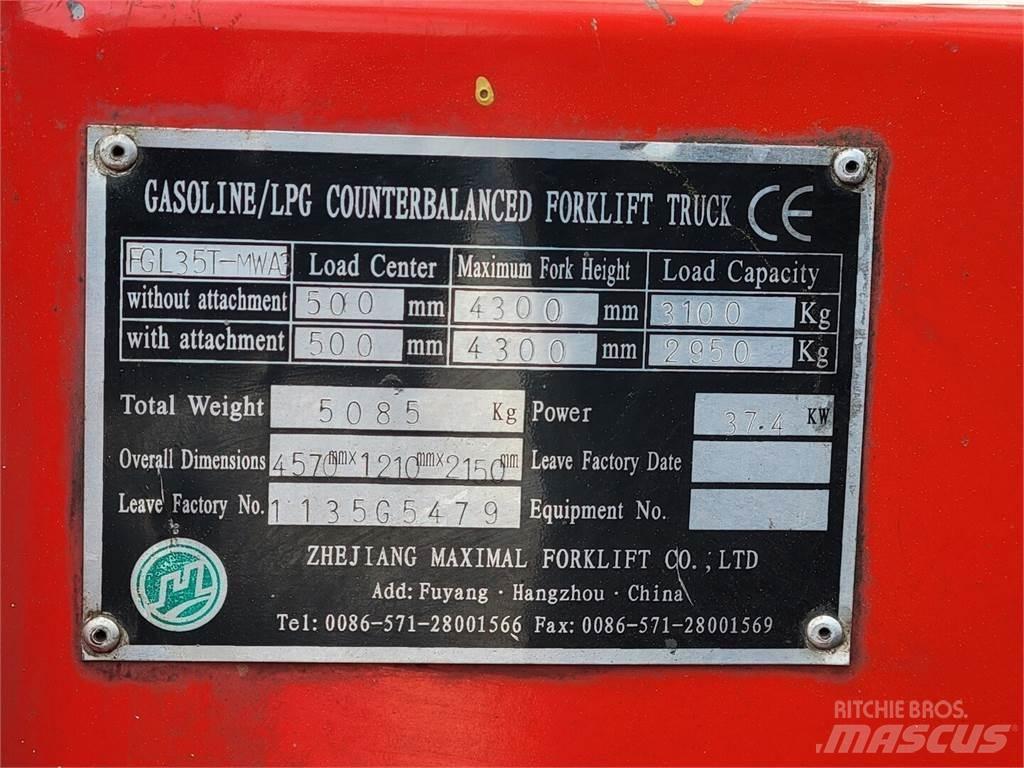 GASOLINE/LPG COUNTERBALANCED FORKLIFT TRUCK CE
FGL35T-MWA3 Load Center Maximum Fork Height Load Capacity
without attachment 500 mm 4300 mm 3100 Kg
with attachment 500 mm 4300 mm 2950 Kg
Total Weight 5085 Kg Power 37.4 KW
Overall Dimensions 4570mm×1210mm×2150mm Leave Factory Date
Leave Factory No. 1135G5479 Equipment No.
ZHEJIANG MAXIMAL FORKLIFT CO.,LTD
Add: Fuyang · Hangzhou · China
Tel: 0086-571-28001566 Fax: 0086-571-28001569
RITCHIE BROS.
MASCUS